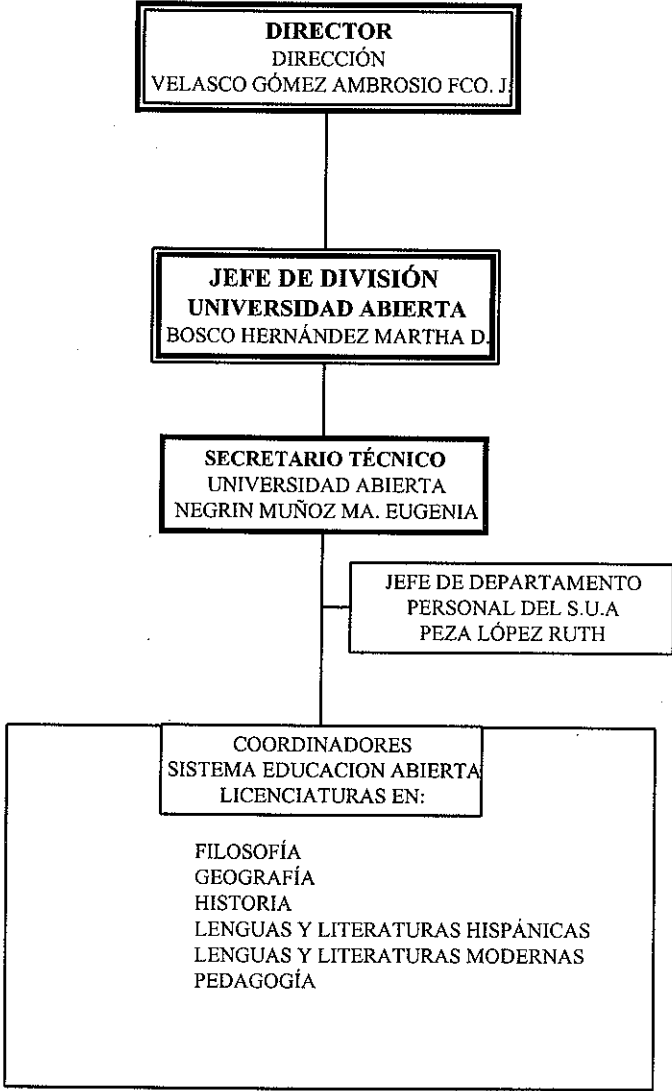 DIRECTOR
DIRECCIÓN
VELASCO GÓMEZ AMBROSIO FCO. J.
JEFE DE DIVISIÓN
UNIVERSIDAD ABIERTA
BOSCO HERNÁNDEZ MARTHA D.
SECRETARIO TÉCNICO
UNIVERSIDAD ABIERTA
NEGRIN MUÑOZ MA. EUGENIA
JEFE DE DEPARTAMENTO
PERSONAL DEL S.U.A
PEZA LÓPEZ RUTH
COORDINADORES
SISTEMA EDUCACION ABIERTA
LICENCIATURAS EN:
FILOSOFÍA
GEOGRAFÍA
HISTORIA
LENGUAS Y LITERATURAS HISPÁNICAS
LENGUAS Y LITERATURAS MODERNAS
PEDAGOGÍA